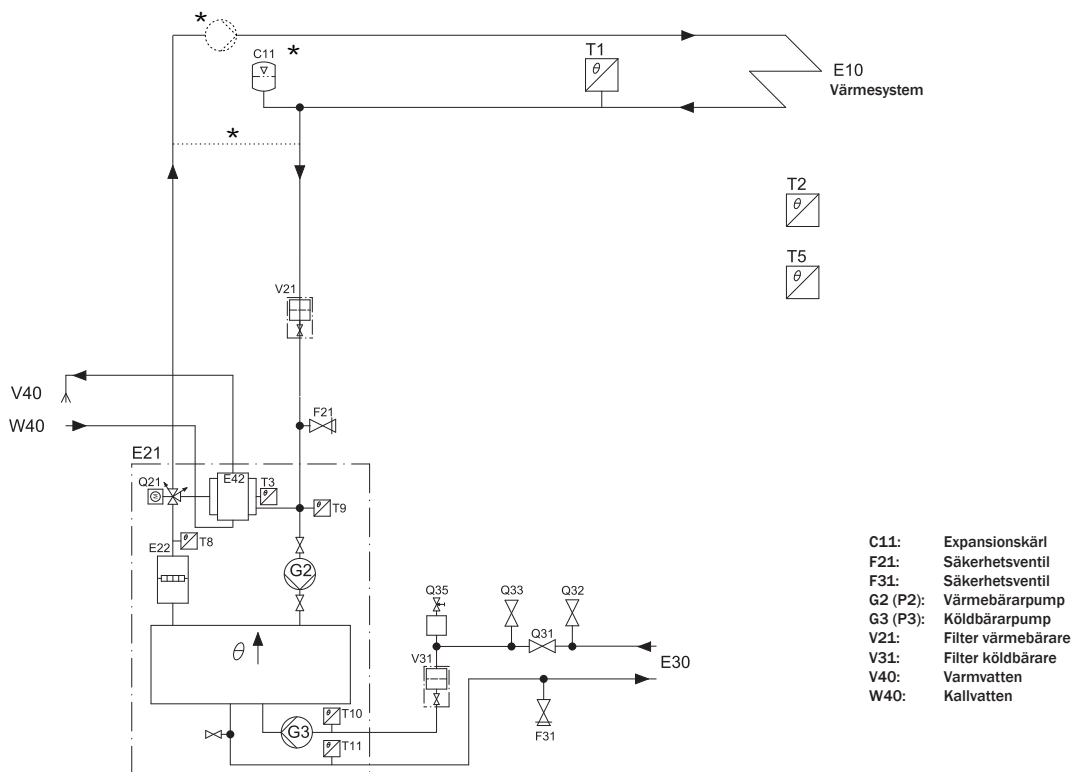 *
C11
*
T1
θ
E10
Värmesystem
*
T2
θ
T5
θ
V21
V40
W40
F21
E21
Q21
M
E42
T3
θ
θ
T9
E22
θ
T8
G2
θ
Q35
Q33
Q32
Q31
V31
E30
θ
T10
G3
θ
T11
F31
C11: Expansionskärl
F21: Säkerhetsventil
F31: Säkerhetsventil
G2 (P2): Värmebärarpump
G3 (P3): Köldbärarpump
V21: Filter värmebärare
V31: Filter köldbärare
V40: Varmvatten
W40: Kallvatten